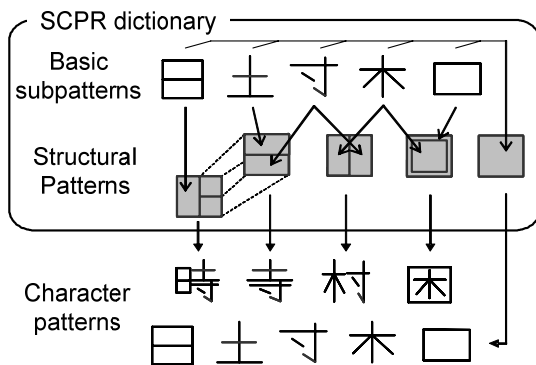 SCPR dictionary
Basic
subpatterns
日 土 寸 木 口
Structural
Patterns
時 寺 村 困
Character
patterns
日 土 寸 木 口